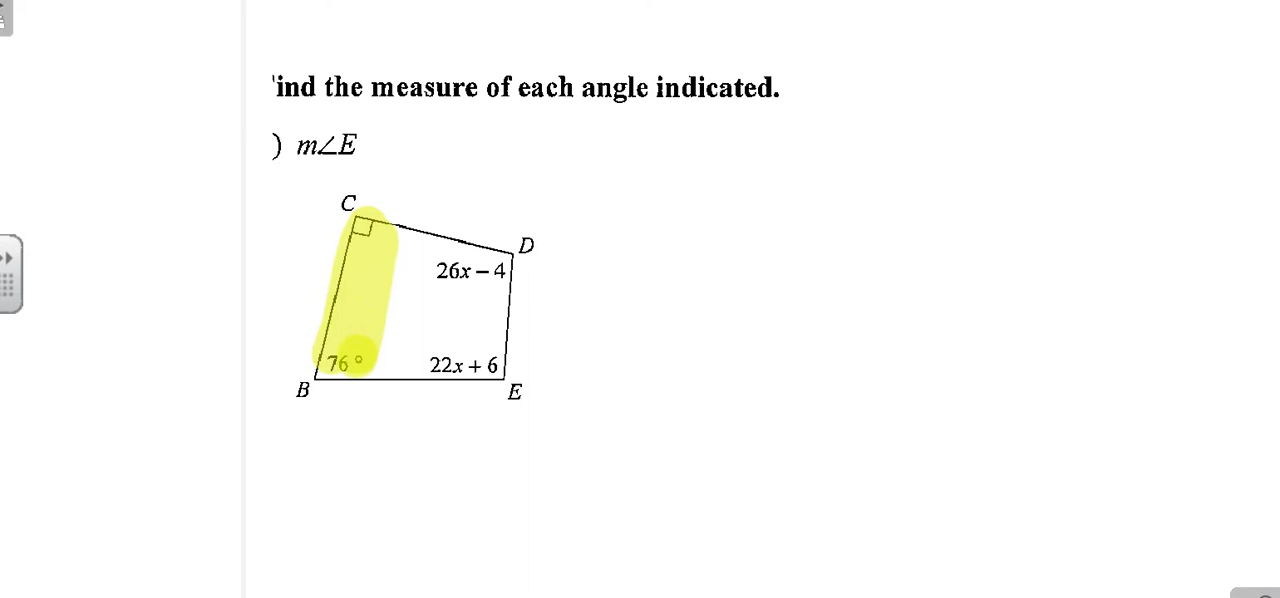 'ind the measure of each angle indicated.
) m∠E
C
D
26x – 4
76 °
22x + 6
B
E